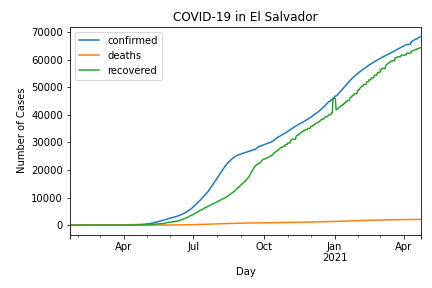 COVID-19 in El Salvador
confirmed
deaths
recovered
Number of Cases
70000
60000
50000
40000
30000
20000
10000
0
Apr
Jul
Oct
Jan
2021
Apr
Day